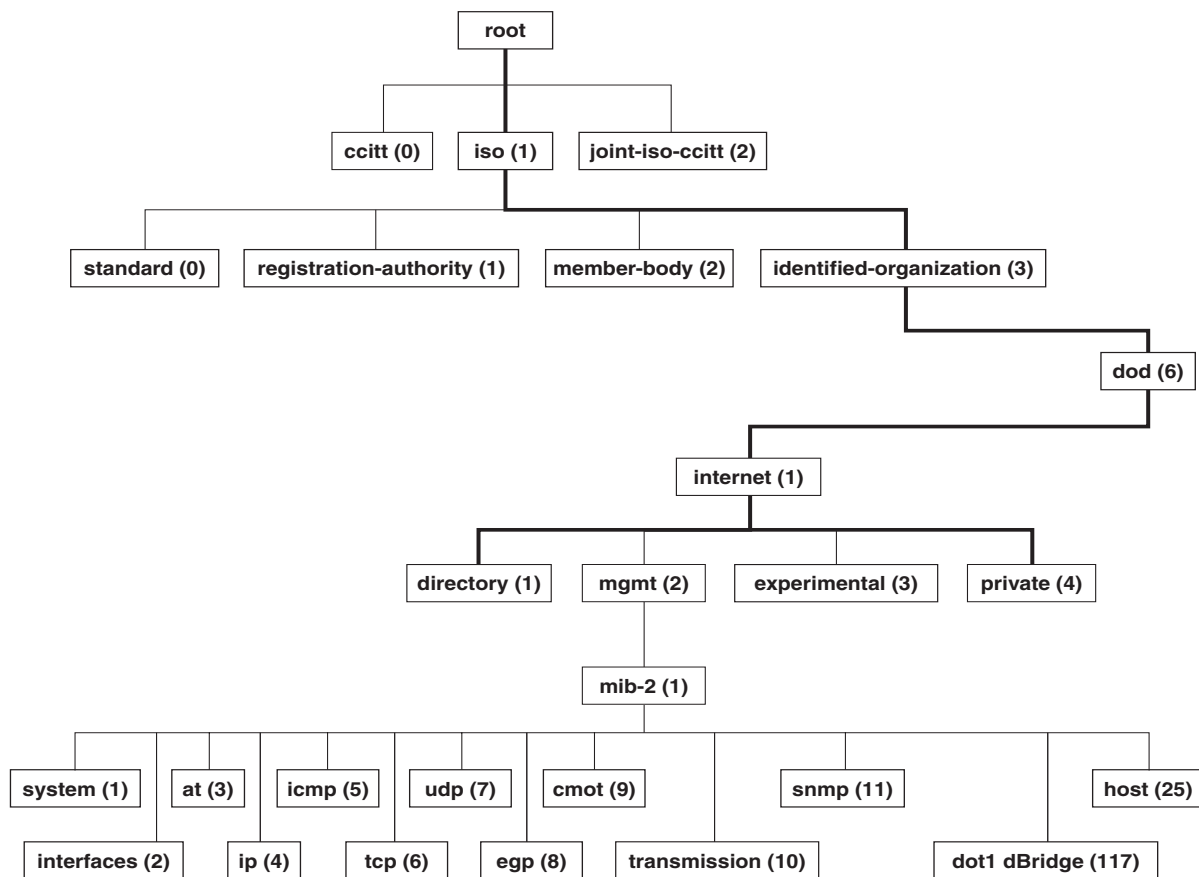 root
ccitt (0) iso (1) joint-iso-ccitt (2)
standard (0) registration-authority (1) member-body (2) identified-organization (3)
dod (6)
internet (1)
directory (1) mgmt (2) experimental (3) private (4)
mib-2 (1)
system (1) at (3) icmp (5) udp (7) cmot (9) snmp (11) host (25)
interfaces (2) ip (4) tcp (6) egp (8) transmission (10) dot1 dBridge (117)